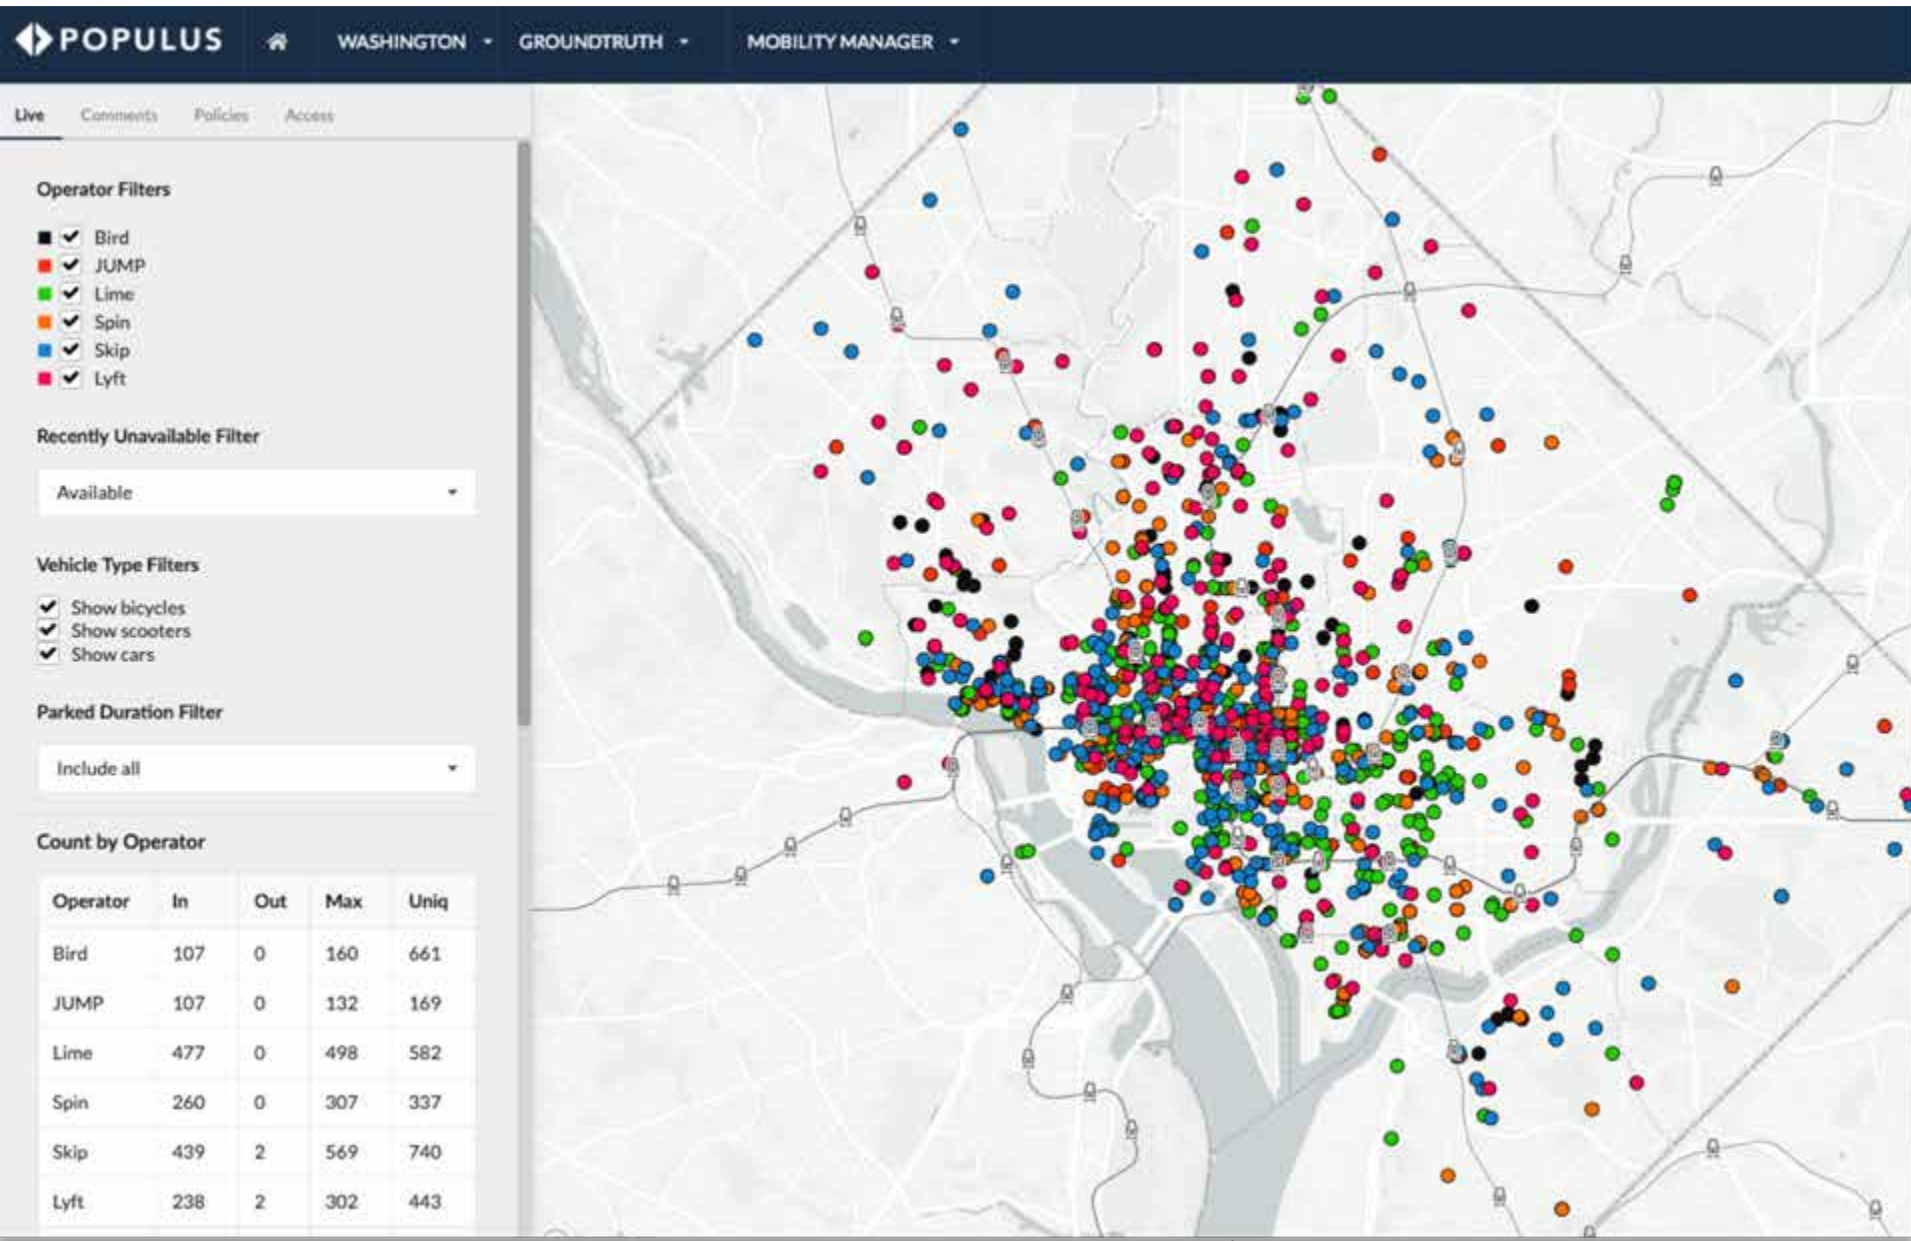 POPULUS WASHINGTON GROUNDTRUTH MOBILITY MANAGER
Live Comments Policies Access
Operator Filters
Bird
JUMP
Lime
Spin
Skip
Lyft
Recently Unavailable Filter
Available
Vehicle Type Filters
Show bicycles
Show scooters
Show cars
Parked Duration Filter
Include all
Count by Operator
Operator In Out Max Uniq
Bird 107 0 160 661
JUMP 107 0 132 169
Lime 477 0 498 582
Spin 260 0 307 337
Skip 439 2 569 740
Lyft 238 2 302 443